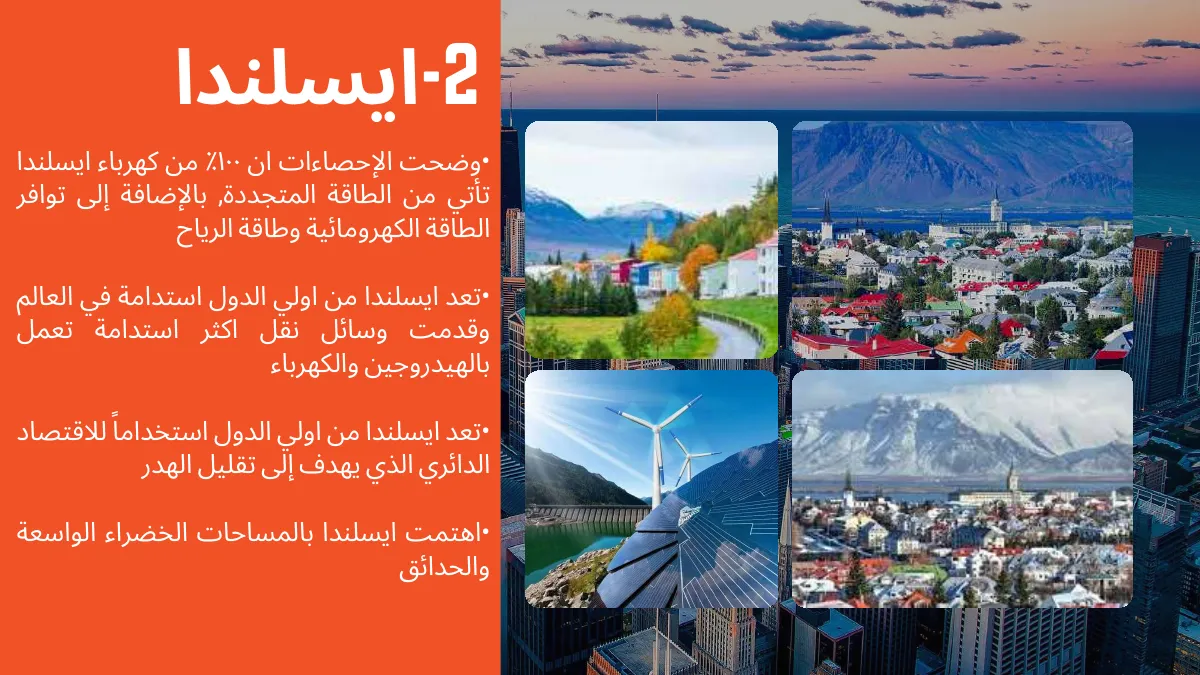 2-ايسلندا
•وضحت الإحصاءات ان ١٠٠٪ من كهرباء ايسلندا
تأتي من الطاقة المتجددة, بالإضافة إلى توافر
الطاقة الكهرومائية وطاقة الرياح
•تعد ايسلندا من اولي الدول استدامة في العالم
وقدمت وسائل نقل اكثر استدامة تعمل
بالهيدروجين والكهرباء
•تعد ايسلندا من اولي الدول استخداماً للاقتصاد
الدائري الذي يهدف إلى تقليل الهدر
•اهتمت ايسلندا بالمساحات الخضراء الواسعة
والحدائق